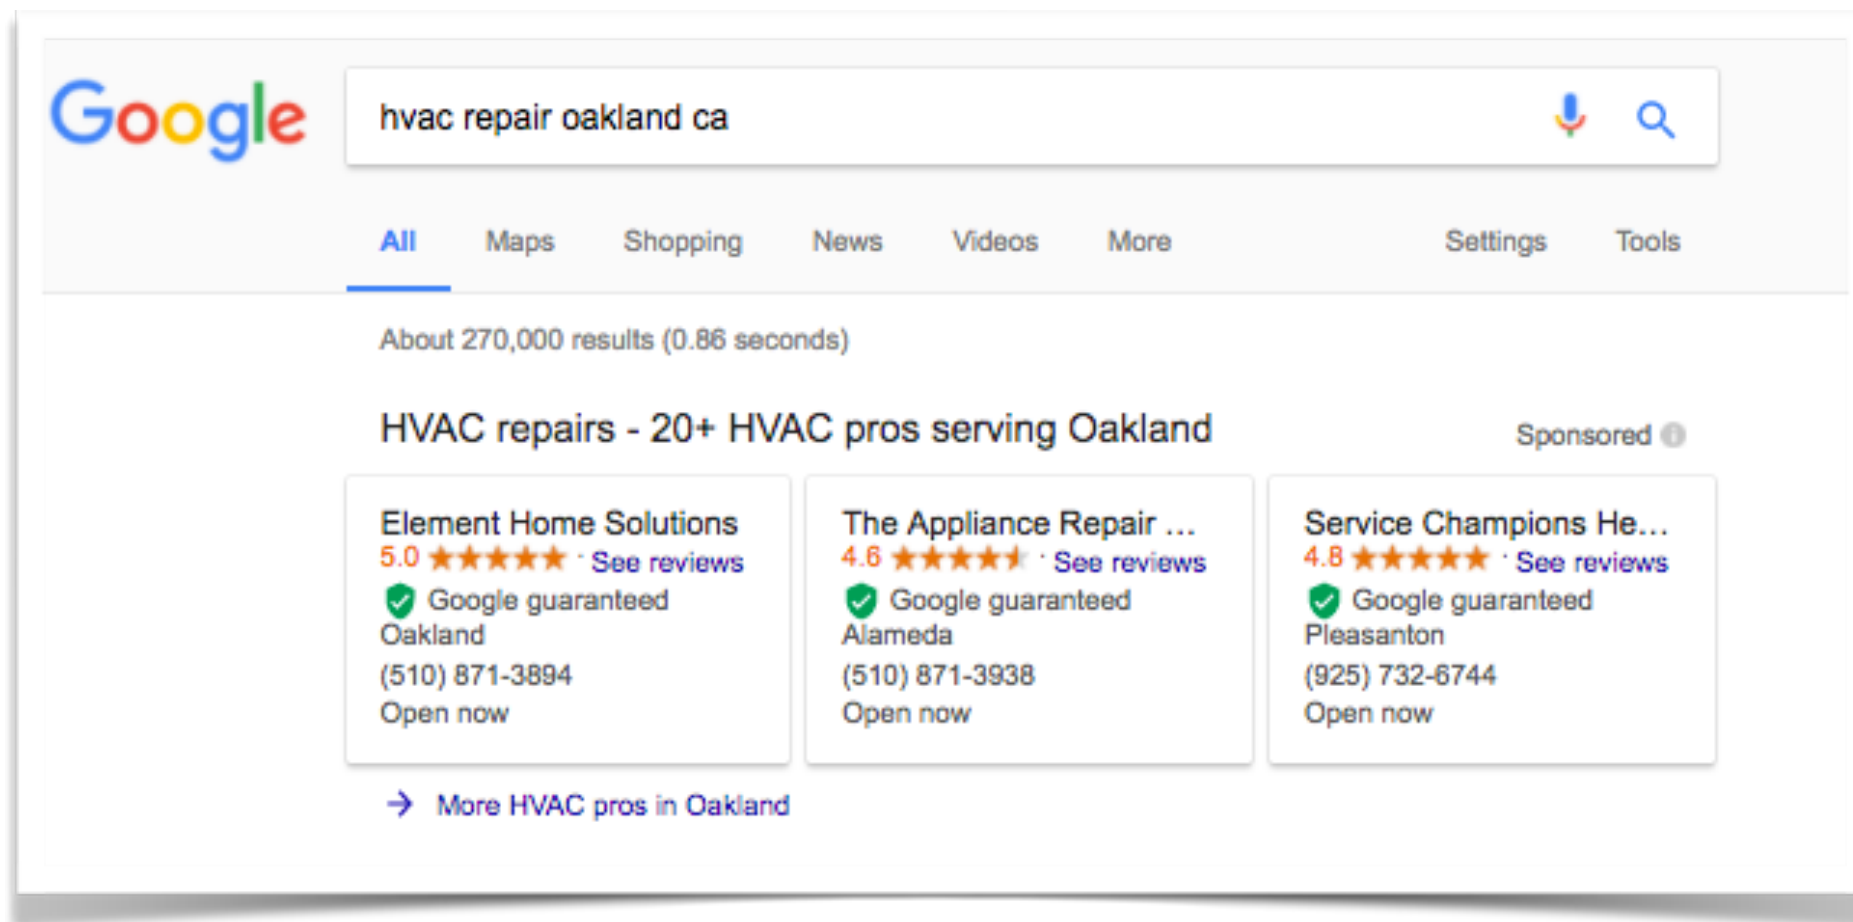 Google
hvac repair oakland ca
All Maps Shopping News Videos More Settings Tools
About 270,000 results (0.86 seconds)
HVAC repairs - 20+ HVAC pros serving Oakland
Sponsored
Element Home Solutions
5.0 · See reviews
Google guaranteed
Oakland
(510) 871-3894
Open now
The Appliance Repair ...
4.6 · See reviews
Google guaranteed
Alameda
(510) 871-3938
Open now
Service Champions He...
4.8 · See reviews
Google guaranteed
Pleasanton
(925) 732-6744
Open now
→ More HVAC pros in Oakland